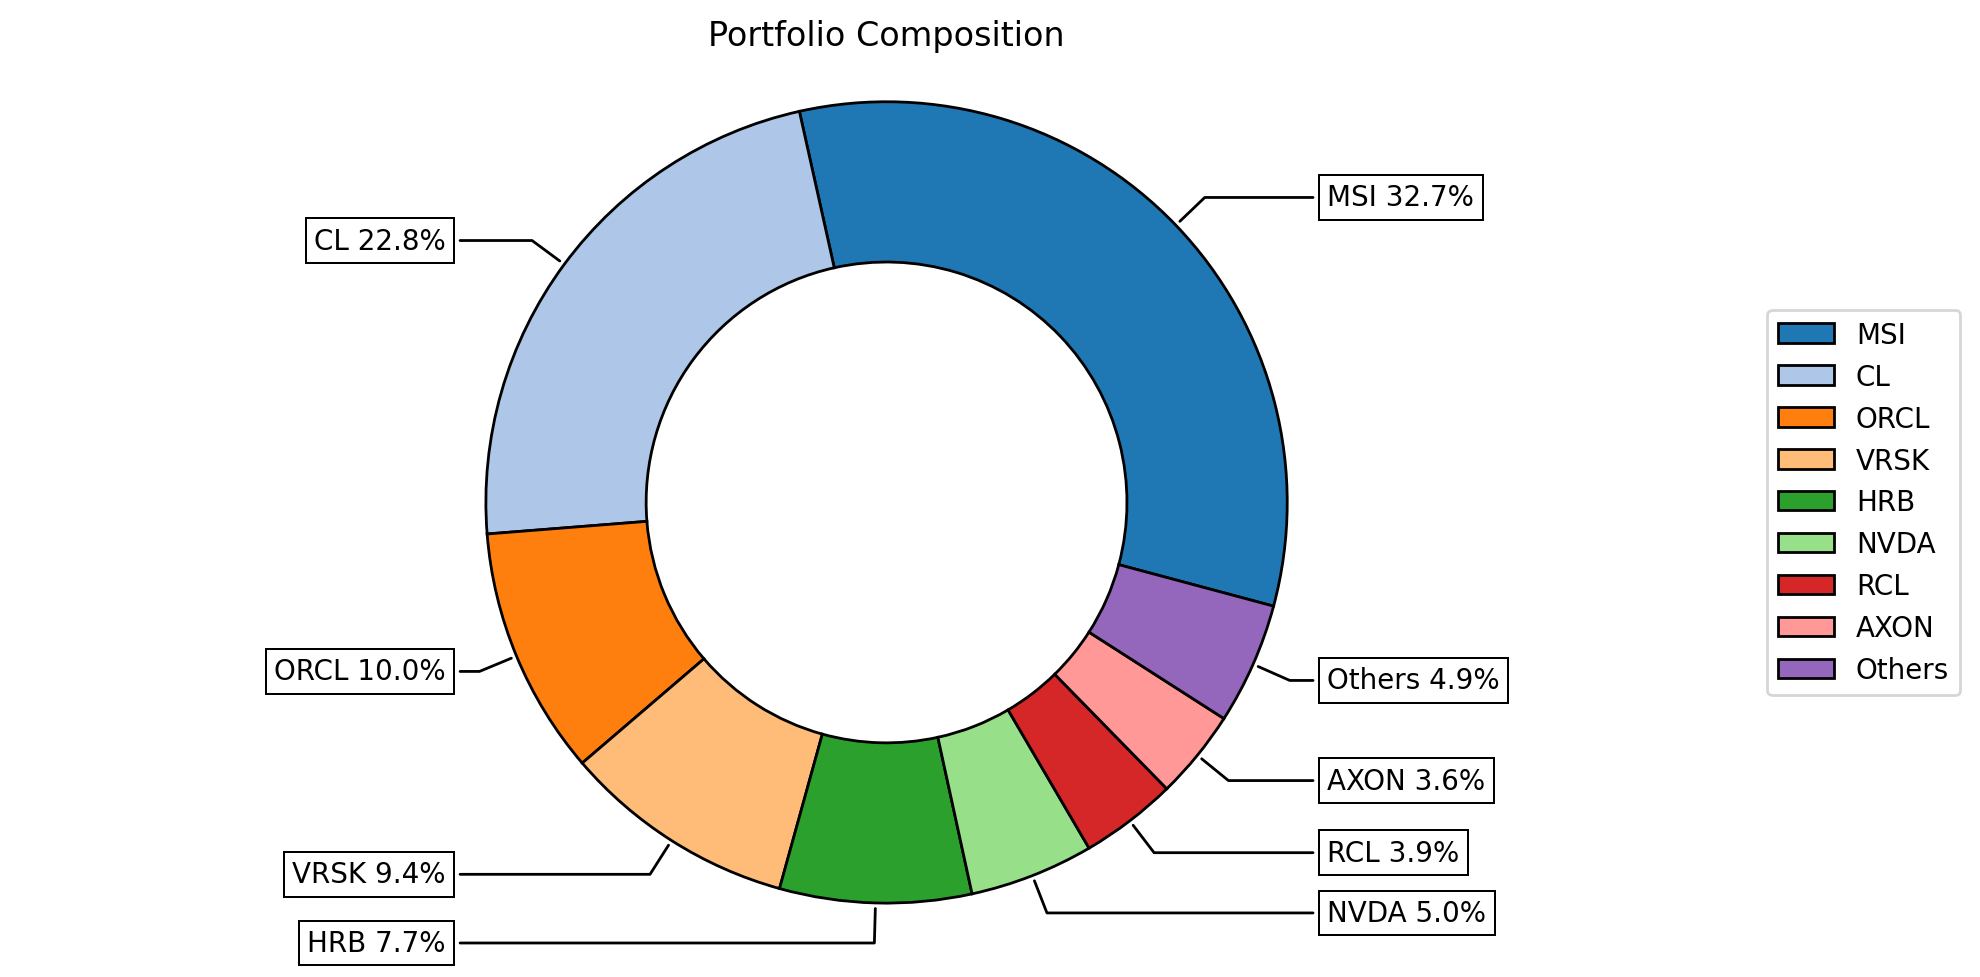 Portfolio Composition
MSI 32.7%
CL 22.8%
ORCL 10.0%
VRSK 9.4%
HRB 7.7%
NVDA 5.0%
RCL 3.9%
AXON 3.6%
Others 4.9%
MSI
CL
ORCL
VRSK
HRB
NVDA
RCL
AXON
Others